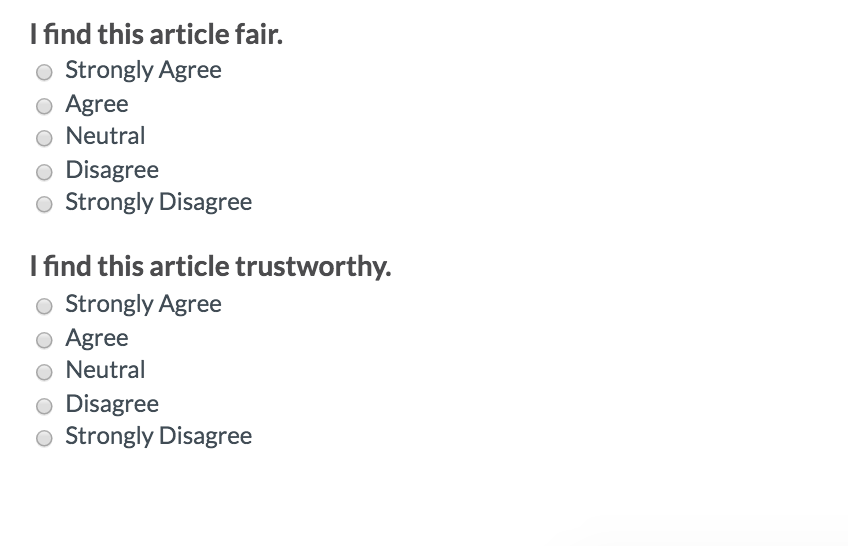 I find this article fair.
Strongly Agree
Agree
Neutral
Disagree
Strongly Disagree
I find this article trustworthy.
Strongly Agree
Agree
Neutral
Disagree
Strongly Disagree